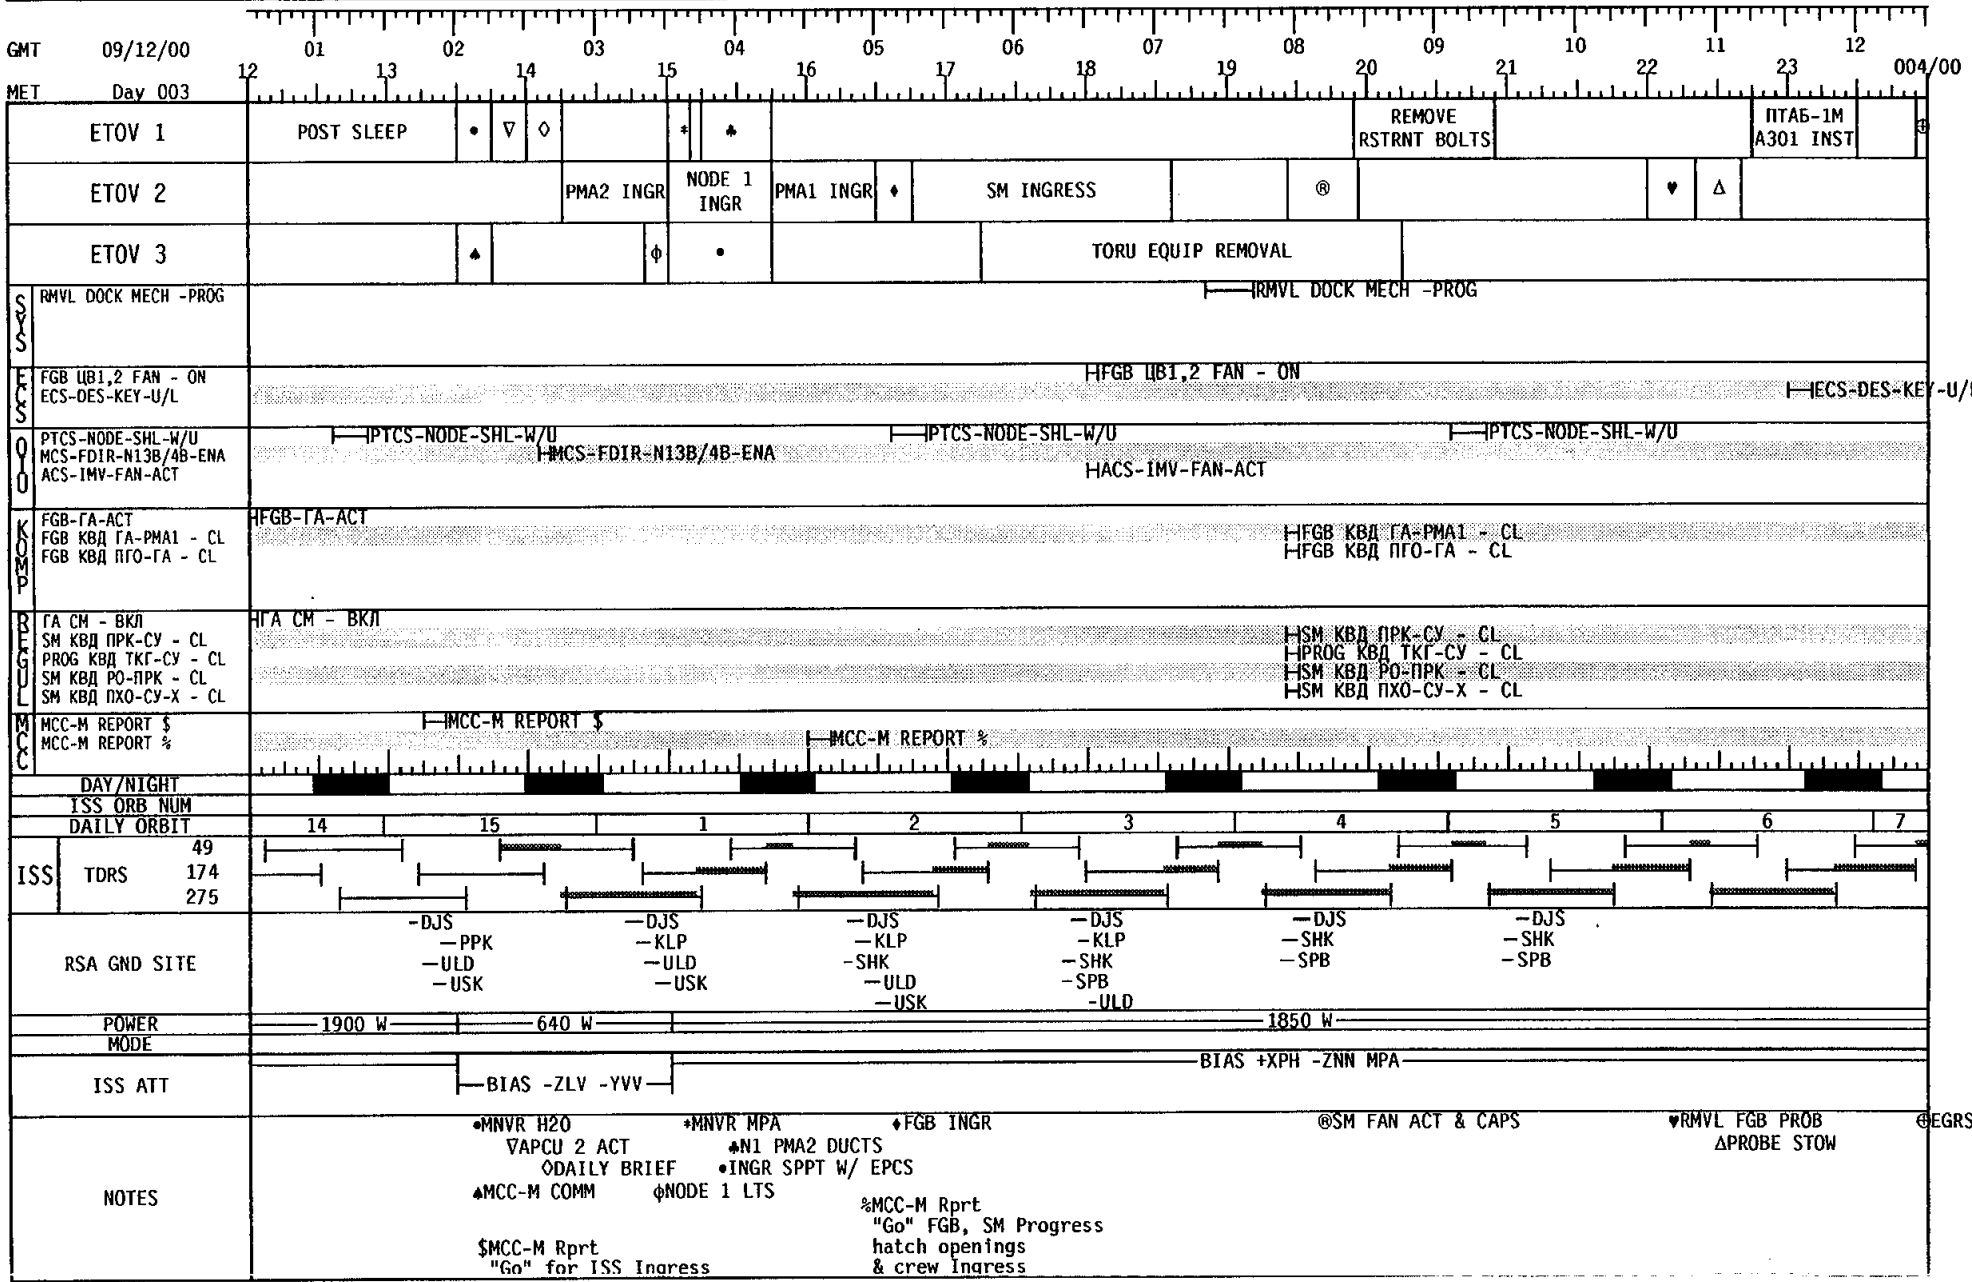 GMT 09/12/00 01 02 03 04 05 06 07 08 09 10 11 12
12 13 14 15 16 17 18 19 20 21 22 23 004/00
MET Day 003
ETOV 1 POST SLEEP • ∇ ◊ * ♣ REMOVE RSTRNT BOLTS ПТАБ-1М А301 INST ⊕
ETOV 2 PMA2 INGR NODE 1 INGR PMA1 INGR ♦ SM INGRESS ® ♥ Δ
ETOV 3 ♠ ϕ • TORU EQUIP REMOVAL
SYS
RMVL DOCK MECH -PROG
RMVL DOCK MECH -PROG
ECS
FGB ЦВ1,2 FAN - ON
FGB ЦВ1,2 FAN - ON
ECS-DES-KEY-U/L
ECS-DES-KEY-U/
OIU
PTCS-NODE-SHL-W/U
PTCS-NODE-SHL-W/U PTCS-NODE-SHL-W/U PTCS-NODE-SHL-W/U
MCS-FDIR-N13B/4B-ENA
MCS-FDIR-N13B/4B-ENA
ACS-IMV-FAN-ACT
ACS-IMV-FAN-ACT
KOMP
FGB-ГА-ACT
FGB-ГА-ACT
FGB КВД ГА-PMA1 - CL
FGB КВД ГА-PMA1 - CL
FGB КВД ПГО-ГА - CL
FGB КВД ПГО-ГА - CL
REGUL
ГА СМ - ВКЛ
ГА СМ - ВКЛ
SM КВД ПРК-СУ - CL
SM КВД ПРК-СУ - CL
PROG КВД ТКГ-СУ - CL
PROG КВД ТКГ-СУ - CL
SM КВД РО-ПРК - CL
SM КВД РО-ПРК - CL
SM КВД ПХО-СУ-Х - CL
SM КВД ПХО-СУ-Х - CL
MCC
MCC-M REPORT $
MCC-M REPORT $
MCC-M REPORT %
MCC-M REPORT %
DAY/NIGHT
ISS ORB NUM
DAILY ORBIT 14 15 1 2 3 4 5 6 7
ISS TDRS
49
174
275
RSA GND SITE
-DJS -DJS -DJS -DJS -DJS -DJS
-PPK -KLP -KLP -KLP -SHK -SHK
-ULD -ULD -SHK -SHK -SPB -SPB
-USK -USK -ULD -SPB
-USK -ULD
POWER 1900 W 640 W 1850 W
MODE
ISS ATT BIAS -ZLV -YVV BIAS +XPH -ZNN MPA
NOTES
•MNVR H2O *MNVR MPA ♦FGB INGR ®SM FAN ACT & CAPS ♥RMVL FGB PROB ⊕EGRS
∇APCU 2 ACT ♣N1 PMA2 DUCTS ΔPROBE STOW
◊DAILY BRIEF •INGR SPPT W/ EPCS
♠MCC-M COMM ϕNODE 1 LTS
%MCC-M Rprt
"Go" FGB, SM Progress
hatch openings
& crew Ingress
$MCC-M Rprt
"Go" for ISS Ingress